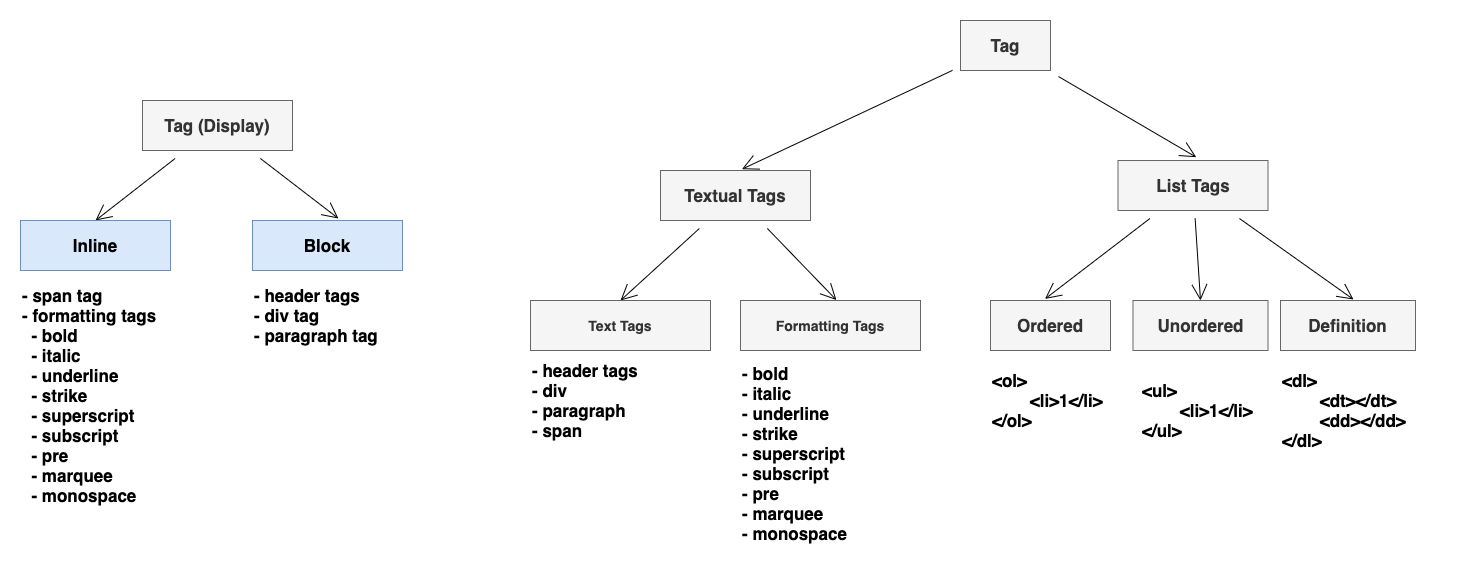 Tag (Display)
Inline
- span tag
- formatting tags
- bold
- italic
- underline
- strike
- superscript
- subscript
- pre
- marquee
- monospace
Block
- header tags
- div tag
- paragraph tag
Tag
Textual Tags
Text Tags
- header tags
- div
- paragraph
- span
Formatting Tags
- bold
- italic
- underline
- strike
- superscript
- subscript
- pre
- marquee
- monospace
List Tags
Ordered
<ol>
<li>1</li>
</ol>
Unordered
<ul>
<li>1</li>
</ul>
Definition
<dl>
<dt></dt>
<dd></dd>
</dl>